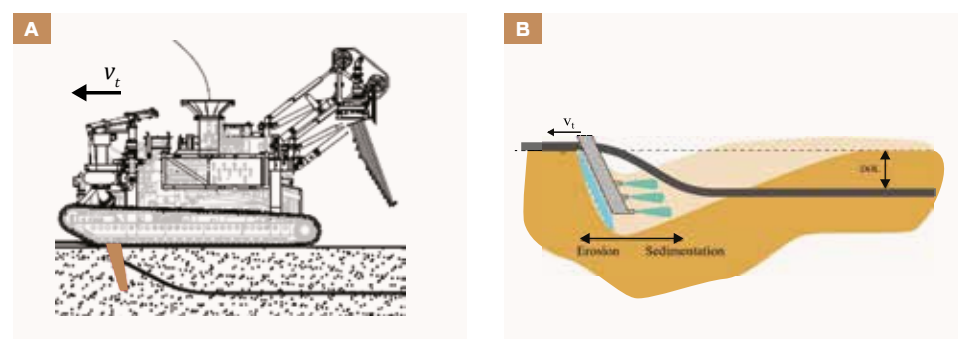 A
v_t
B
v_t
DOL
Erosion
Sedimentation